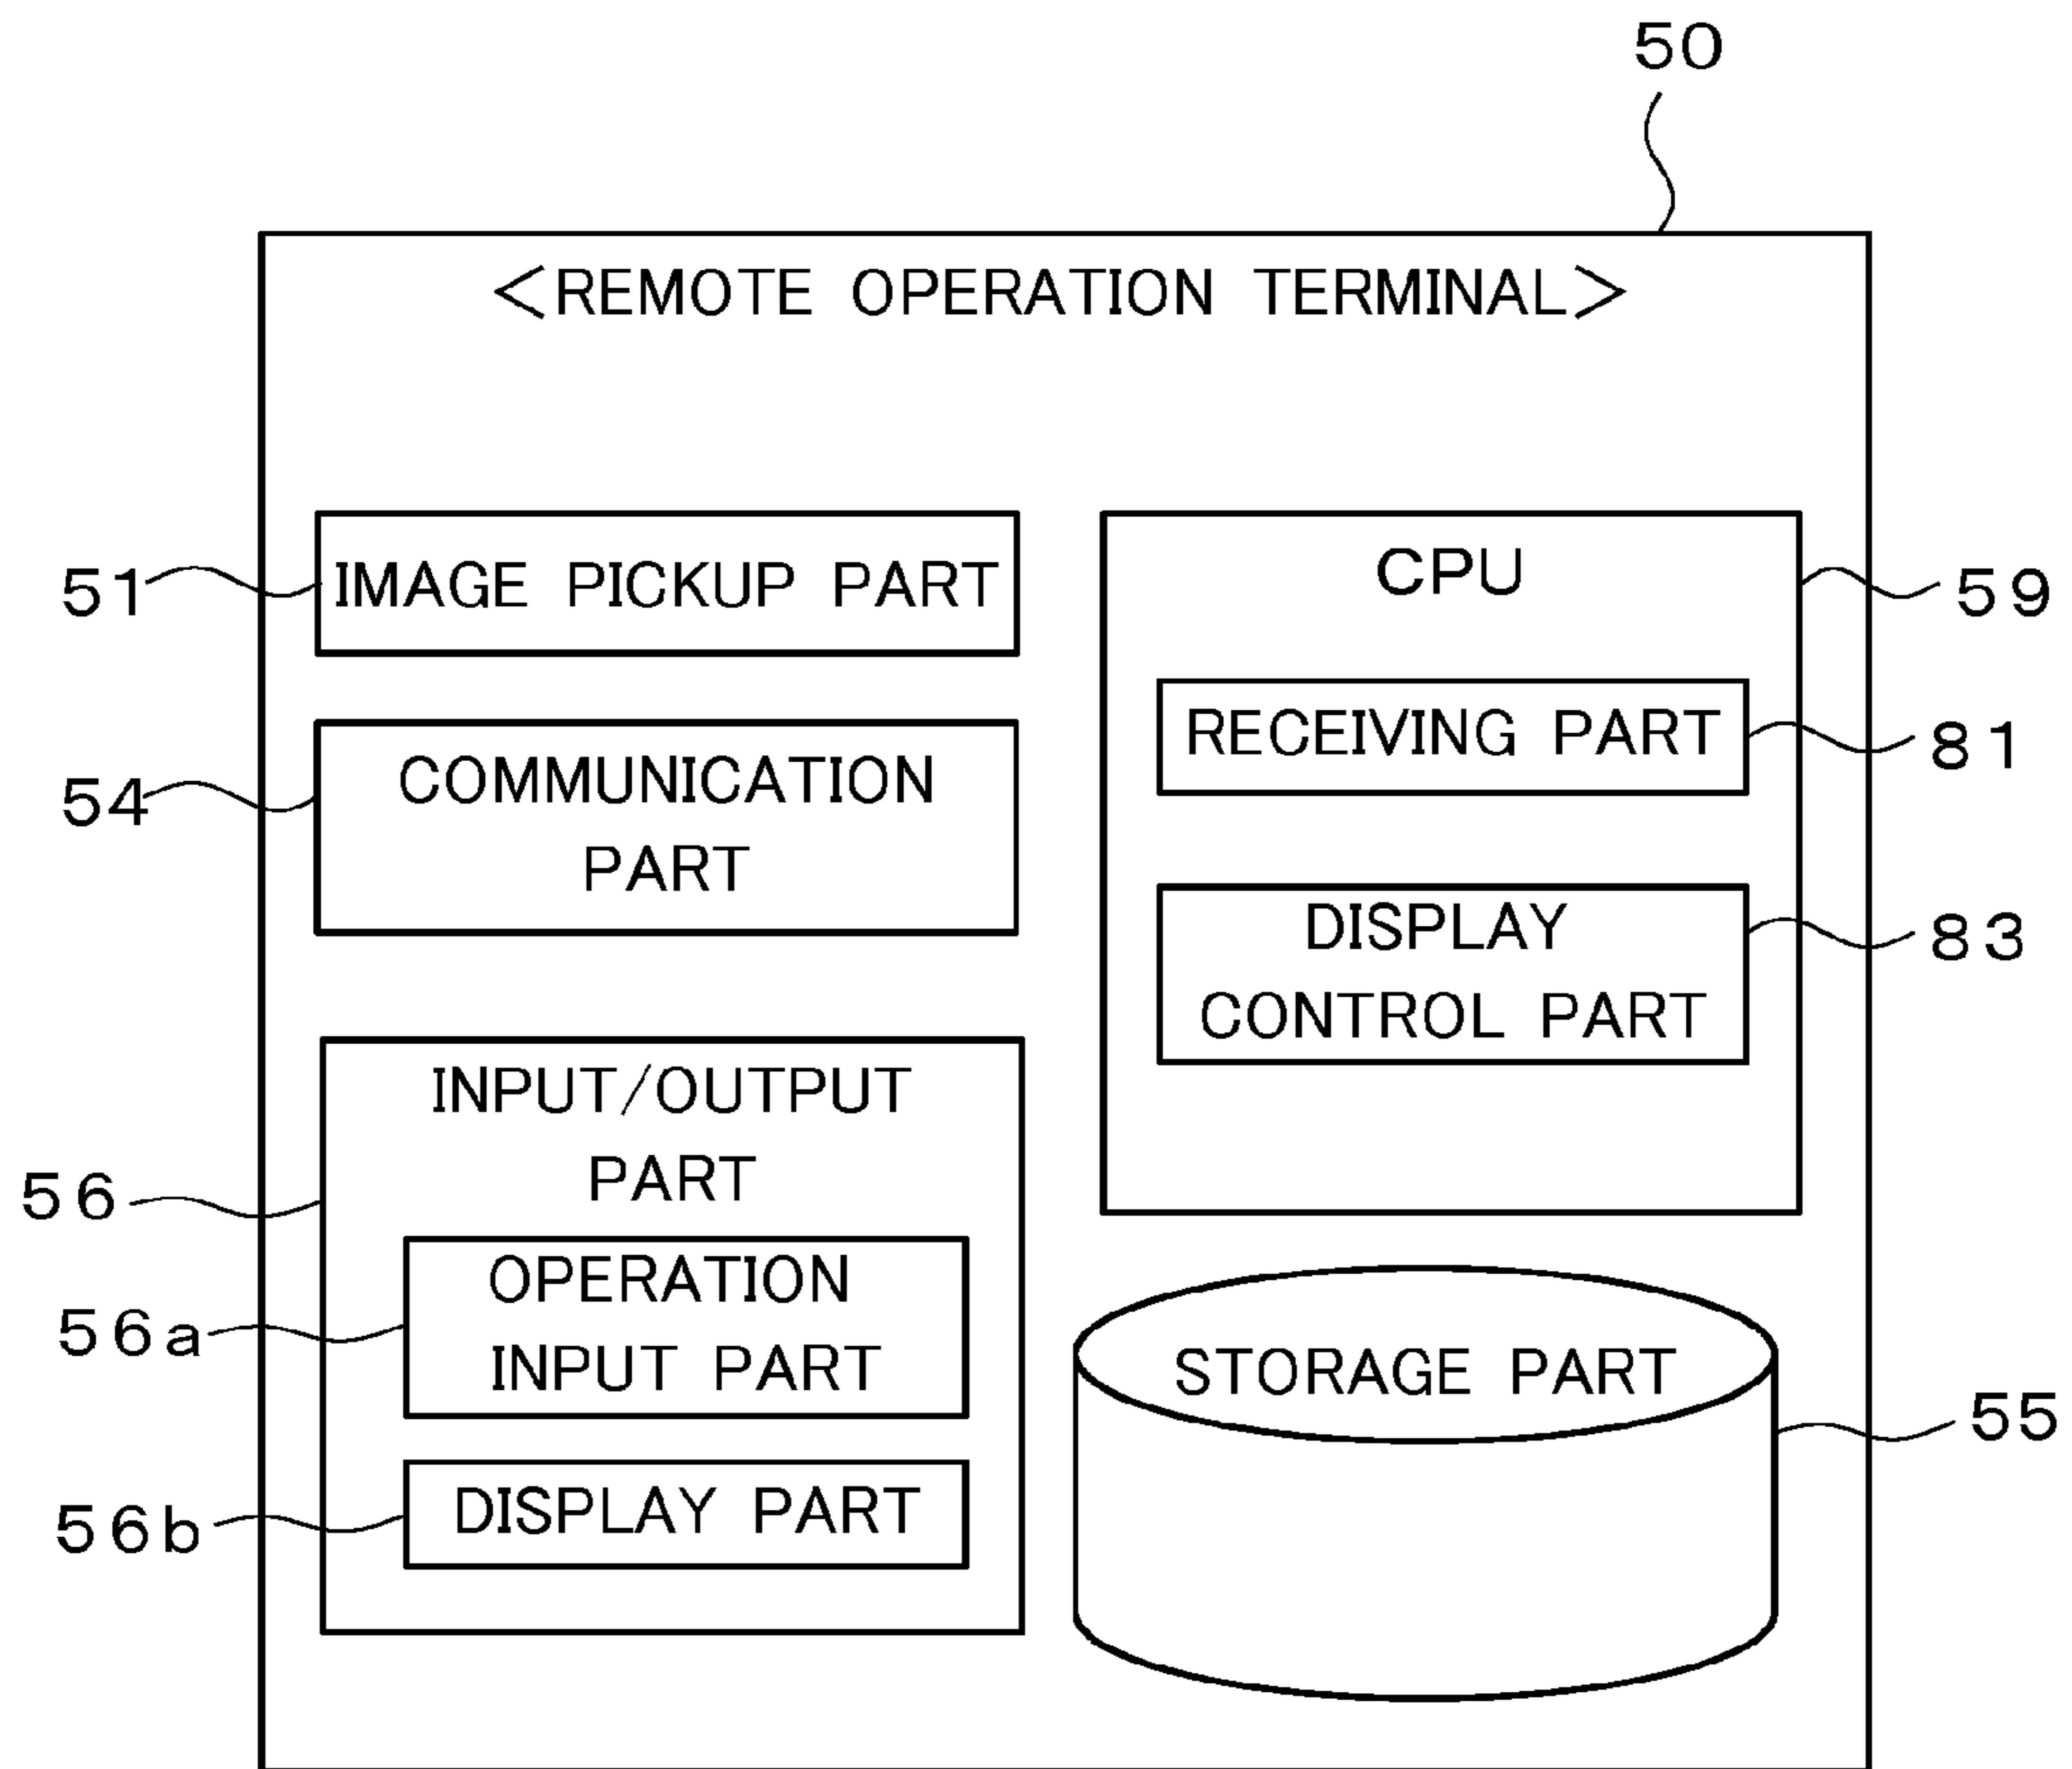 50
<REMOTE OPERATION TERMINAL>
51
IMAGE PICKUP PART
54
COMMUNICATION
PART
56
INPUT/OUTPUT
PART
56a
OPERATION
INPUT PART
56b
DISPLAY PART
CPU
59
RECEIVING PART
81
DISPLAY
CONTROL PART
83
STORAGE PART
55